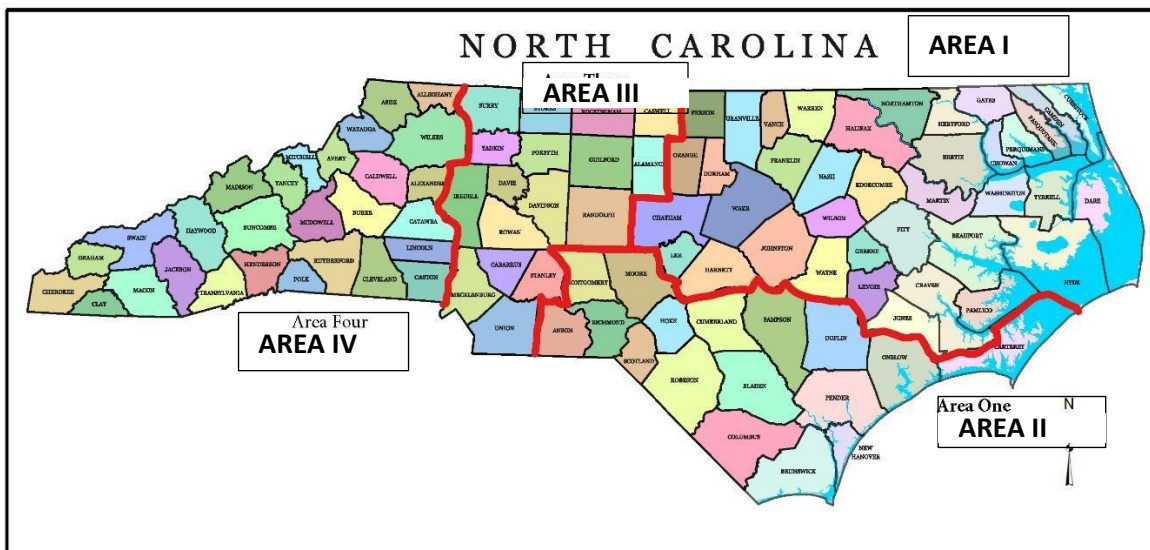 NORTH CAROLINA
AREA I
AREA III
ASHE
ALLEGHANY
SURRY
STOKES
ROCKINGHAM
CASWELL
PERSON
GRANVILLE
VANCE
WARREN
NORTHAMTON
GATES
HERTFORD
CAMDEN
CURRITUCK
PASQUOTANK
PERQUIMANS
CHOWAN
HALIFAX
BERTIE
WATAUGA
WILKES
YADKIN
FORSYTH
GUILFORD
ALAMANCE
ORANGE
DURHAM
FRANKLIN
NASH
EDGECOMBE
MARTIN
WASHINGTON
TYRRELL
DARE
MITCHELL
AVERY
CALDWELL
ALEXANDER
IREDELL
DAVIE
DAVIDSON
RANDOLPH
CHATHAM
WAKE
WILSON
PITT
BEAUFORT
HYDE
MADISON
YANCEY
BURKE
MCDOWELL
CATAWBA
ROWAN
LEE
JOHNSTON
GREENE
WAYNE
SWAIN
HAYWOOD
BUNCOMBE
RUTHERFORD
LINCOLN
CABARRUS
STANLEY
MONTGOMERY
MOORE
HARNETT
LENOIR
CRAVEN
PAMLICO
GRAHAM
JACKSON
HENDERSON
POLK
CLEVELAND
GASTON
MECKLENBURG
CHEROKEE
CLAY
MACON
TRANSYLVANIA
UNION
ANSON
RICHMOND
HOKE
CUMBERLAND
SAMPSON
DUPLIN
JONES
ONSLOW
CARTERET
Area Four
AREA IV
SCOTLAND
ROBESON
BLADEN
PENDER
COLUMBUS
BRUNSWICK
NEW
HANOVER
Area One
N
AREA II